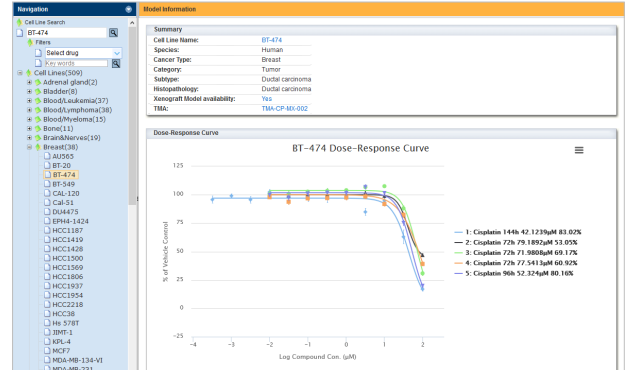 Navigation
Cell Line Search
BT-474
Filters
Select drug
Key words
Cell Lines(509)
Adrenal gland(2)
Bladder(8)
Blood/Leukemia(37)
Blood/Lymphoma(38)
Blood/Myeloma(15)
Bone(11)
Brain&Nerves(19)
Breast(38)
AU565
BT-20
BT-474
BT-549
CAL-120
Cal-51
DU4475
EPH4-1424
HCC1187
HCC1419
HCC1428
HCC1500
HCC1569
HCC1806
HCC1937
HCC1954
HCC2218
HCC38
Hs 578T
JIMT-1
KPL-4
MCF7
MDA-MB-134-VI
MDA-MB-231
Model Information
Summary
Cell Line Name: BT-474
Species: Human
Cancer Type: Breast
Category: Tumor
Subtype: Ductal carcinoma
Histopathology: Ductal carcinoma
Xenograft Model availability: Yes
TMA: TMA-CP-MX-002
Dose-Response Curve
BT-474 Dose-Response Curve
% of Vehicle Control
125
100
75
50
25
0
-25
-4 -3 -2 -1 0 1 2
Log Compound Con. (µM)
1: Cisplatin 144h 42.1239µM 83.02%
2: Cisplatin 72h 79.1892µM 53.05%
3: Cisplatin 72h 71.9808µM 69.17%
4: Cisplatin 72h 77.5413µM 60.92%
5: Cisplatin 96h 52.324µM 80.16%